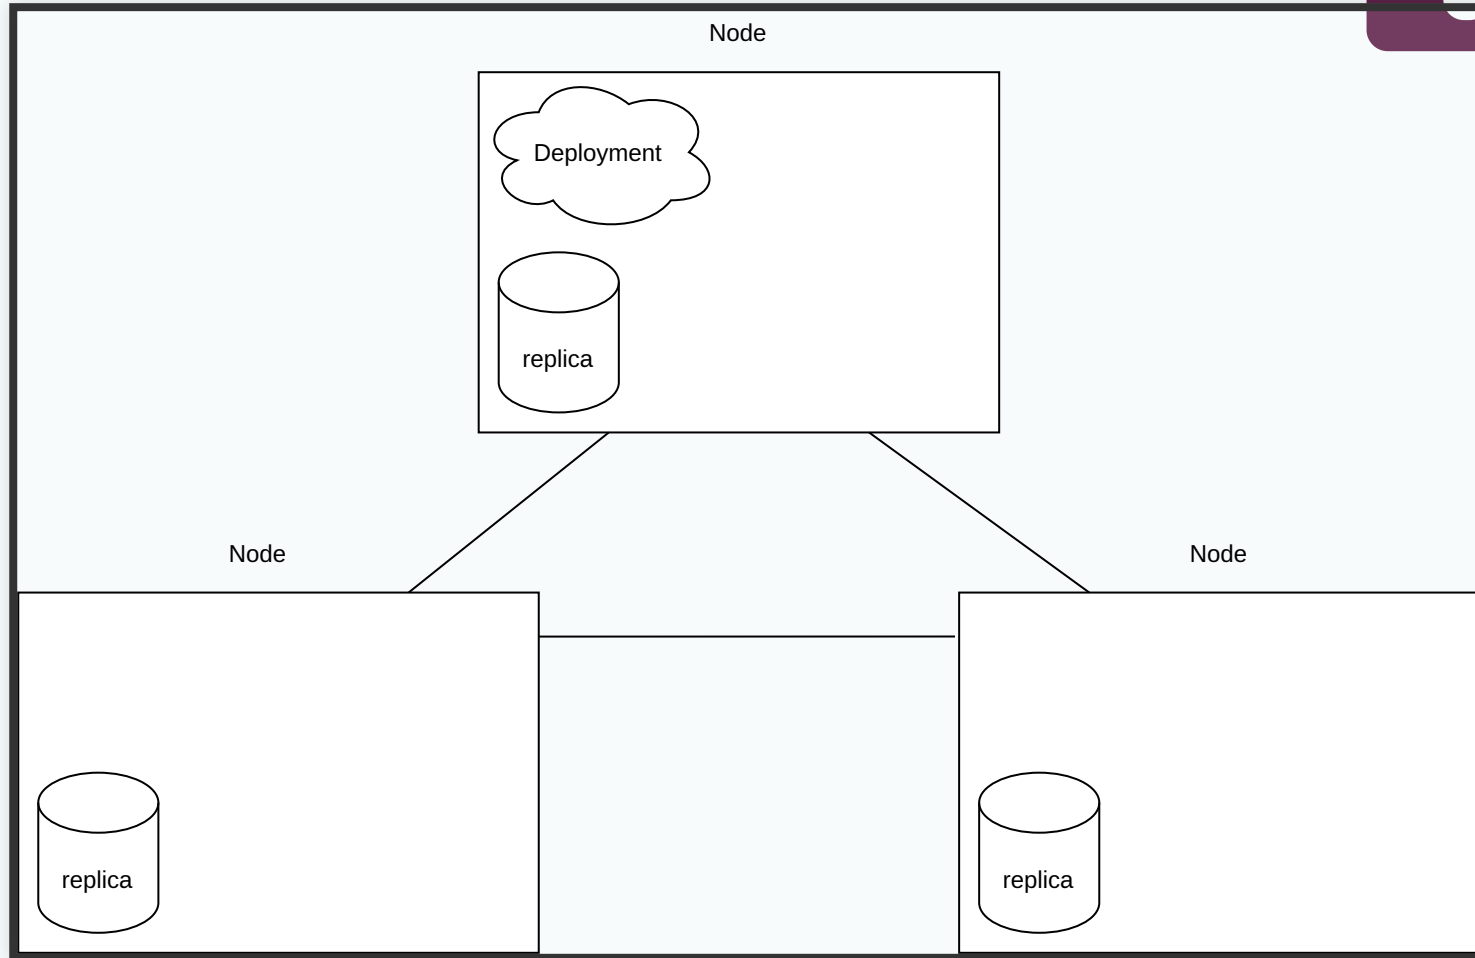 Node
Deployment
replica
Node
Node
replica
replica